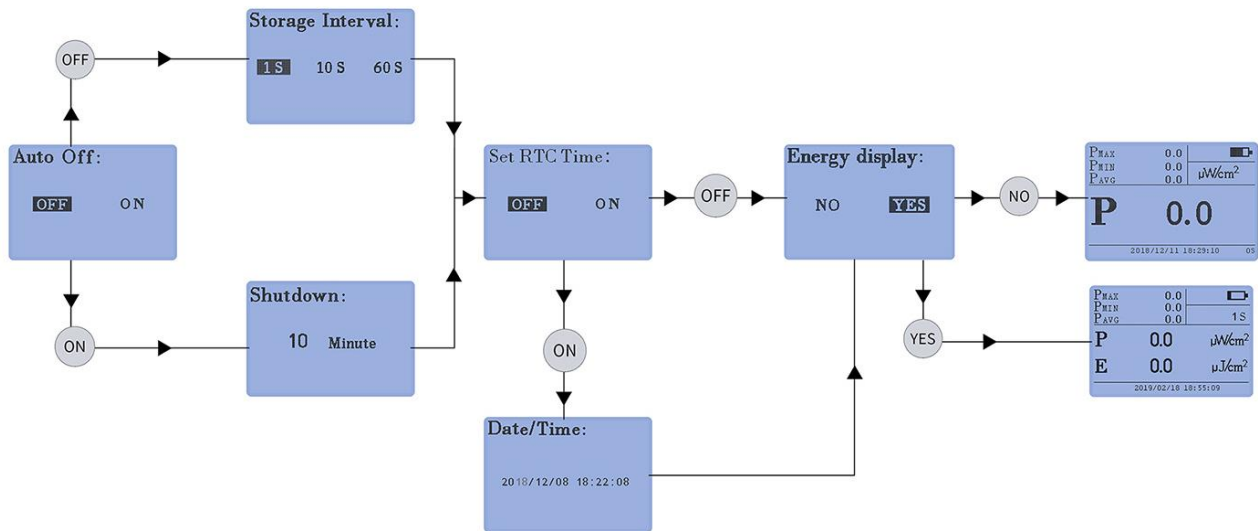 Storage Interval:
1 S 10 S 60 S
OFF
Auto Off:
OFF ON
ON
Shutdown:
10 Minute
Set RTC Time:
OFF ON
OFF
ON
Date/Time:
2018/12/08 18:22:08
Energy display:
NO YES
NO
YES
PMAX 0.0
PMIN 0.0
PAVG 0.0
μW/cm²
P 0.0
2018/12/11 18:29:10 0S
PMAX 0.0
PMIN 0.0
PAVG 0.0
1 S
P 0.0 μW/cm²
E 0.0 μJ/cm²
2019/02/18 18:55:09